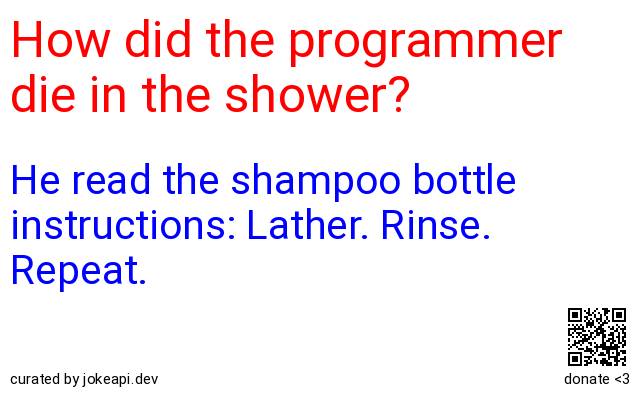 How did the programmer
die in the shower?
He read the shampoo bottle
instructions: Lather. Rinse.
Repeat.
curated by jokeapi.dev
donate <3